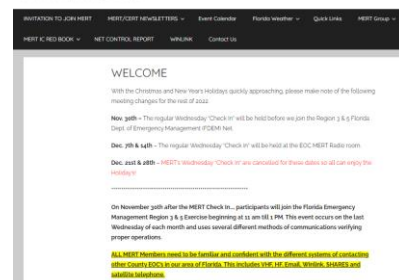 INVITATION TO JOIN MERT MERT/CERT NEWSLETTERS Event Calendar Florida Weather Quick Links MERT Group
MERT IC RED BOOK NET CONTROL REPORT WINLINK Contact Us
WELCOME
With the Christmas and New Year's Holidays quickly approaching, please make note of the following
meeting changes for the rest of 2022.
Nov. 30th – The regular Wednesday 'Check In' will be held before we join the Region 3 & 5 Florida
Dept. of Emergency Management (FDEM) Net.
Dec. 7th & 14th – The regular Wednesday 'Check In' will be held at the EOC MERT Radio room.
Dec. 21st & 28th – MERT's Wednesday 'Check In' are cancelled for these dates so all can enjoy the
Holidays!
On November 30th after the MERT Check In.... participants will join the Florida Emergency
Management Region 3 & 5 Exercise beginning at 11 am till 1 PM. This event occurs on the last
Wednesday of each month and uses several different methods of communications verifying
proper operations.
ALL MERT Members need to be familiar and confident with the different systems of contacting
other County EOC's in our area of Florida. This includes VHF, HF, Email, Winlink, SHARES and
satellite telephone.